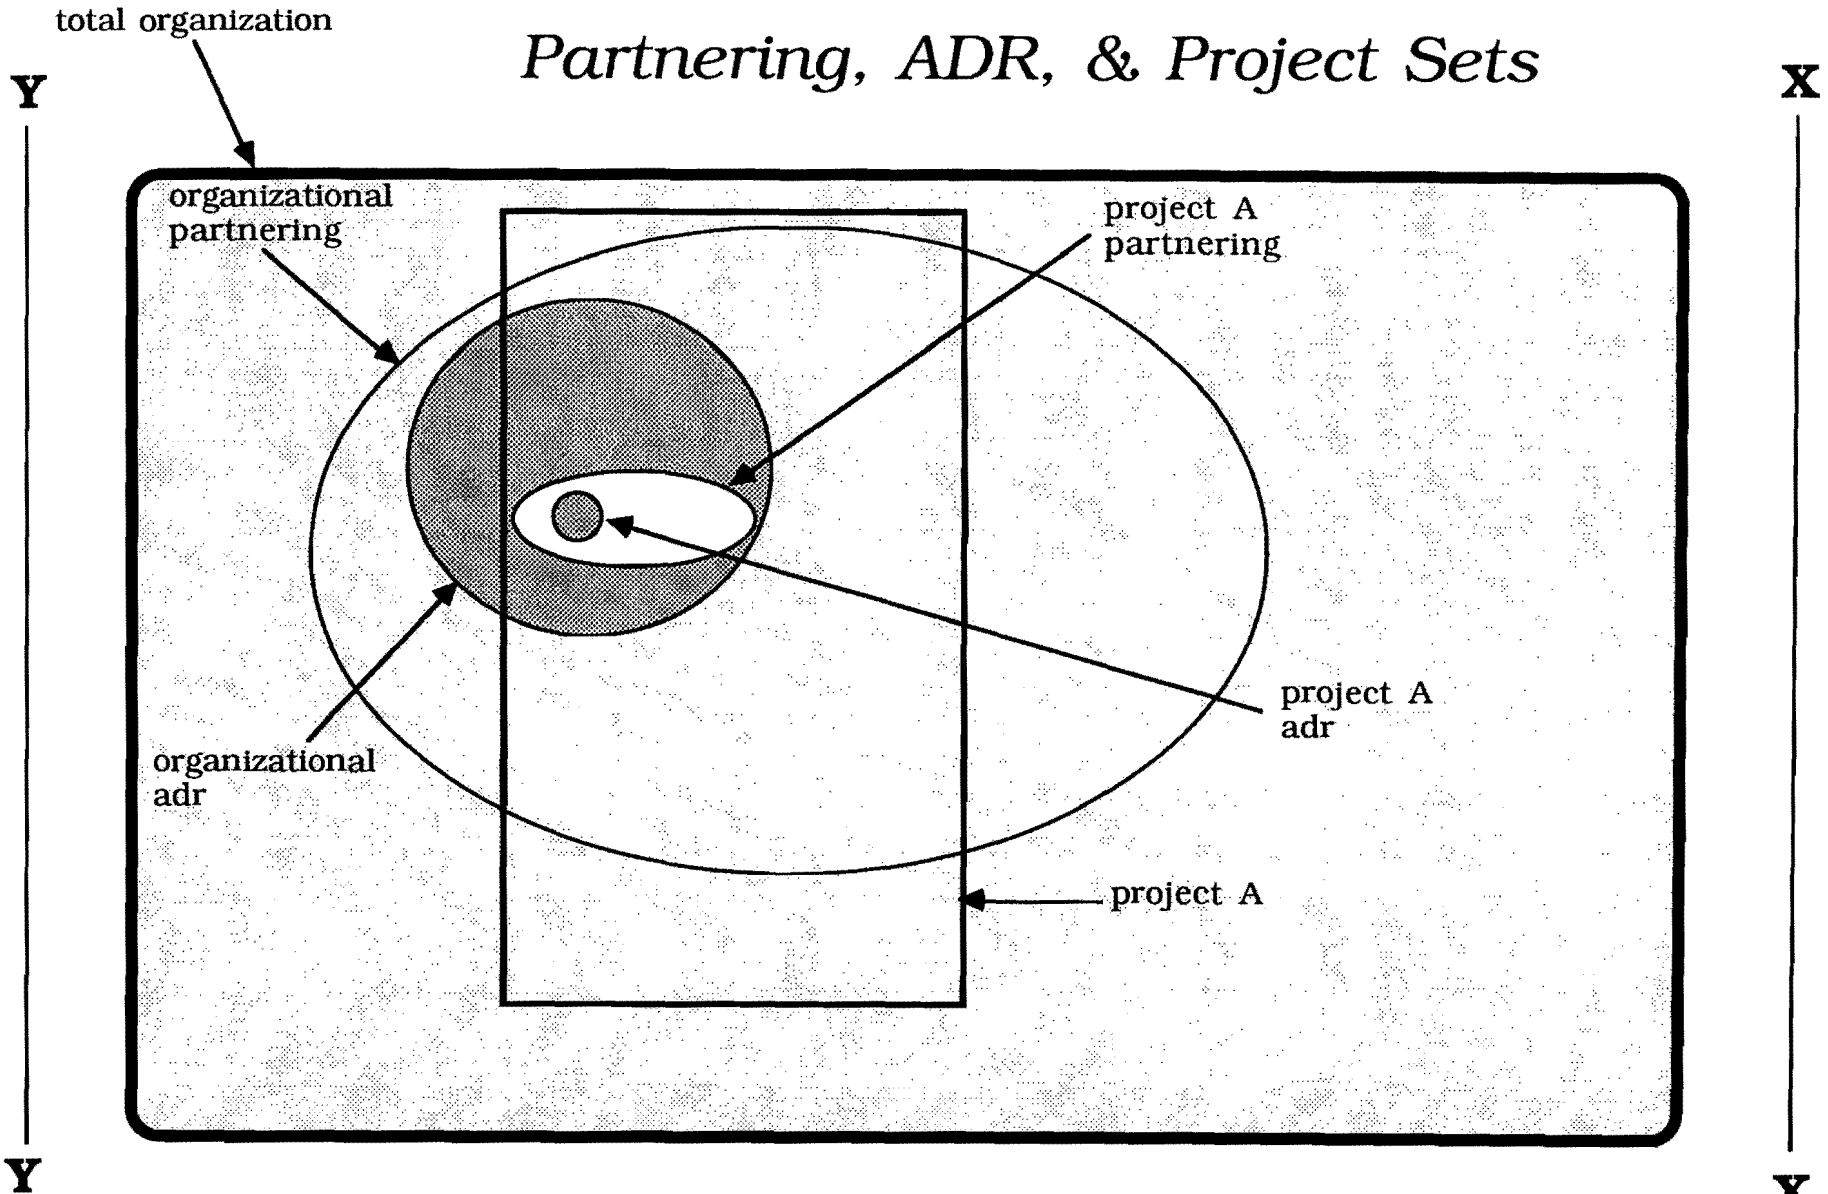 total organization
Partnering, ADR, & Project Sets
Y
X
organizational
partnering
project A
partnering
project A
adr
organizational
adr
project A
Y
X